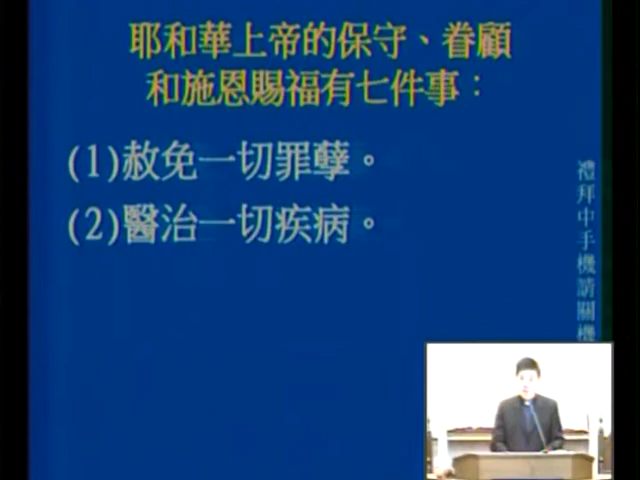 耶和華上帝的保守、眷顧
和施恩賜福有七件事：
(1)赦免一切罪孽。
(2)醫治一切疾病。
禮拜中手機請關機